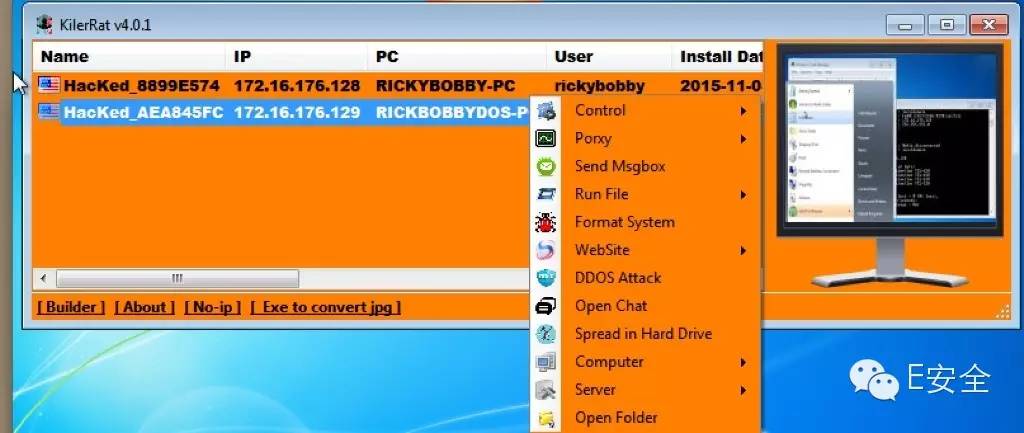 KilerRat v4.0.1
Name IP PC User Install Dat
HacKed_8899E574 172.16.176.128 RICKYBOBBY-PC rickybobby 2015-11-0
HacKed_AEA845FC 172.16.176.129 RICKBOBBYDOS-P
Control
Porxy
Send Msgbox
Run File
Format System
WebSite
DDOS Attack
Open Chat
Spread in Hard Drive
Computer
Server
Open Folder
[ Builder ] [ About ] [ No-ip ] [ Exe to convert jpg ]
E安全